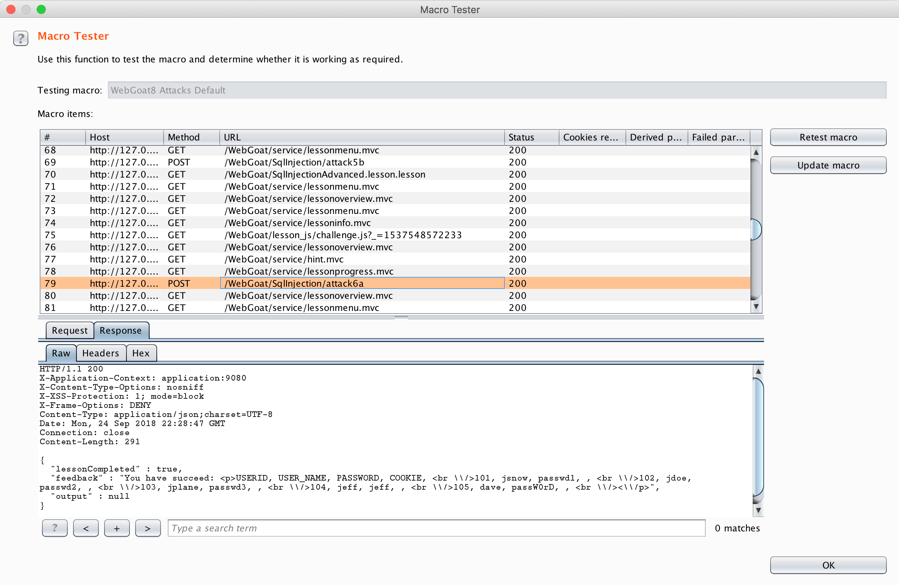 Macro Tester
?
Macro Tester
Use this function to test the macro and determine whether it is working as required.
Testing macro: WebGoat8 Attacks Default
Macro items:
# Host Method URL Status Cookies re... Derived p... Failed par...
68 http://127.0.... GET /WebGoat/service/lessonmenu.mvc 200
69 http://127.0.... POST /WebGoat/SqlInjection/attack5b 200
70 http://127.0.... GET /WebGoat/SqlInjectionAdvanced.lesson.lesson 200
71 http://127.0.... GET /WebGoat/service/lessonmenu.mvc 200
72 http://127.0.... GET /WebGoat/service/lessonoverview.mvc 200
73 http://127.0.... GET /WebGoat/service/lessonmenu.mvc 200
74 http://127.0.... GET /WebGoat/service/lessoninfo.mvc 200
75 http://127.0.... GET /WebGoat/lesson_js/challenge.js?_=1537548572233 200
76 http://127.0.... GET /WebGoat/service/lessonoverview.mvc 200
77 http://127.0.... GET /WebGoat/service/hint.mvc 200
78 http://127.0.... GET /WebGoat/service/lessonprogress.mvc 200
79 http://127.0.... POST /WebGoat/SqlInjection/attack6a 200
80 http://127.0.... GET /WebGoat/service/lessonoverview.mvc 200
81 http://127.0.... GET /WebGoat/service/lessonmenu.mvc 200
Retest macro
Update macro
Request Response
Raw Headers Hex
HTTP/1.1 200
X-Application-Context: application:9080
X-Content-Type-Options: nosniff
X-XSS-Protection: 1; mode=block
X-Frame-Options: DENY
Content-Type: application/json;charset=UTF-8
Date: Mon, 24 Sep 2018 22:28:47 GMT
Connection: close
Content-Length: 291
{
"lessonCompleted" : true,
"feedback" : "You have succeed: <p>USERID, USER_NAME, PASSWORD, COOKIE, <br \\/>101, jsnow, passwd1, , <br \\/>102, jdoe,
passwd2, , <br \\/>103, jplane, passwd3, , <br \\/>104, jeff, jeff, , <br \\/>105, dave, passW0rD, , <br \\/><\\/p>",
"output" : null
}
? < + > Type a search term 0 matches
OK